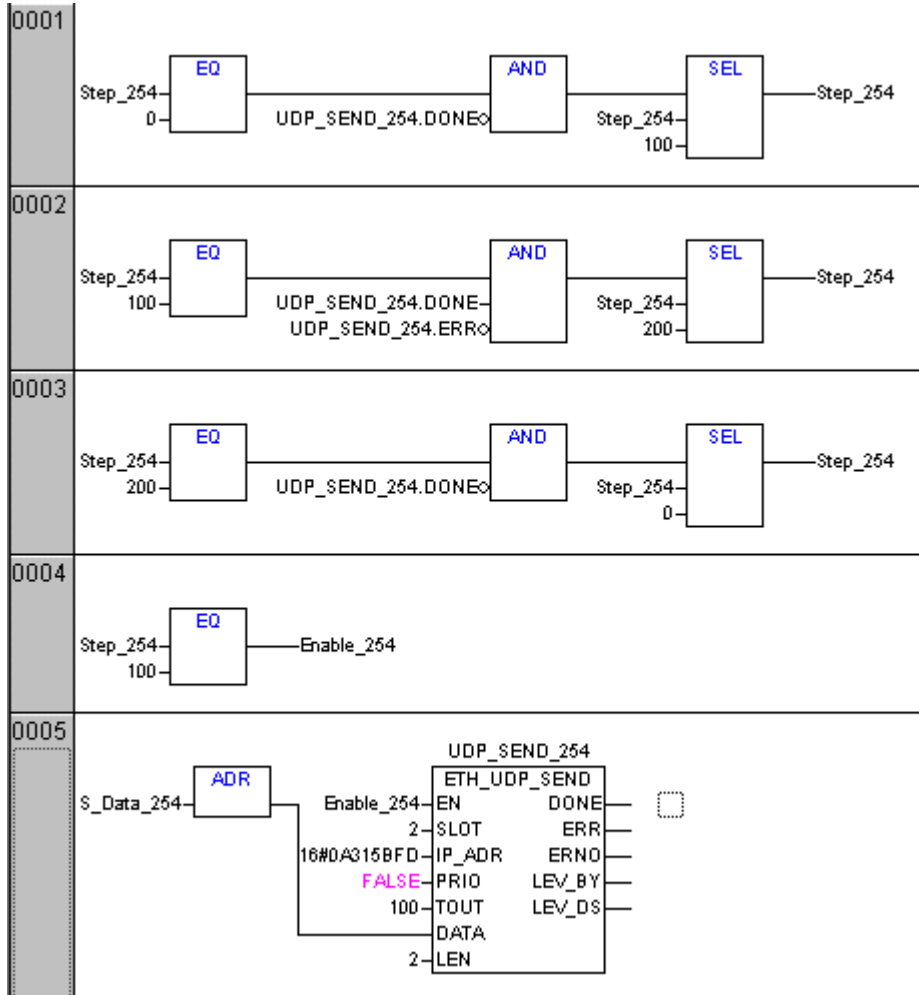 0001
EQ AND SEL
Step_254 Step_254
0 UDP_SEND_254.DONE Step_254
100
0002
EQ AND SEL
Step_254 Step_254
100 UDP_SEND_254.DONE Step_254
UDP_SEND_254.ERR 200
0003
EQ AND SEL
Step_254 Step_254
200 UDP_SEND_254.DONE Step_254
0
0004
EQ
Step_254 Enable_254
100
0005
UDP_SEND_254
ADR ETH_UDP_SEND
S_Data_254 Enable_254 EN DONE
2 SLOT ERR
16#0A315BFD IP_ADR ERNO
FALSE PRIO LEV_BY
100 TOUT LEV_DS
DATA
2 LEN